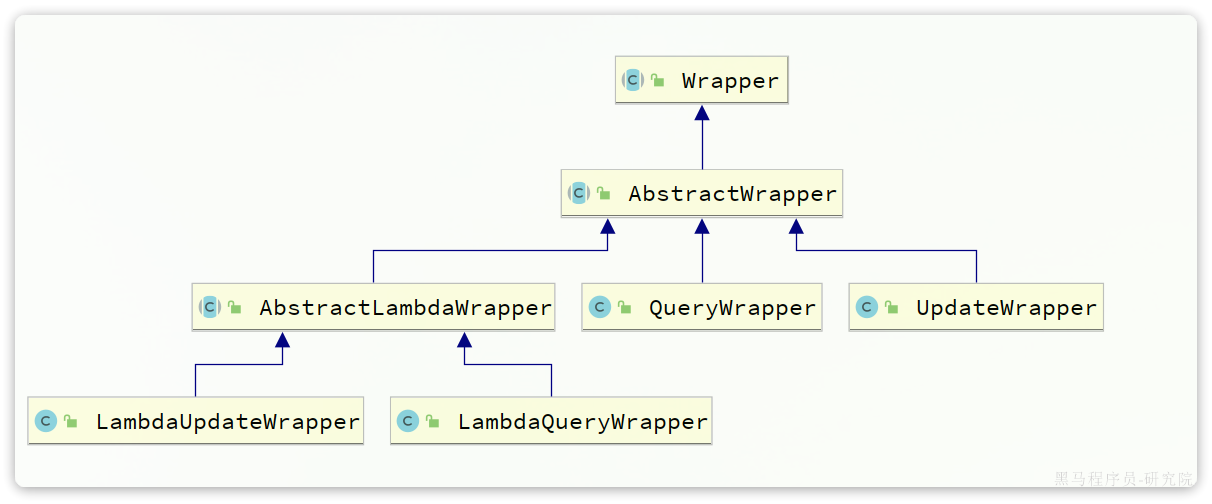 Wrapper
AbstractWrapper
AbstractLambdaWrapper
QueryWrapper
UpdateWrapper
LambdaUpdateWrapper
LambdaQueryWrapper
黑马程序员-研究院